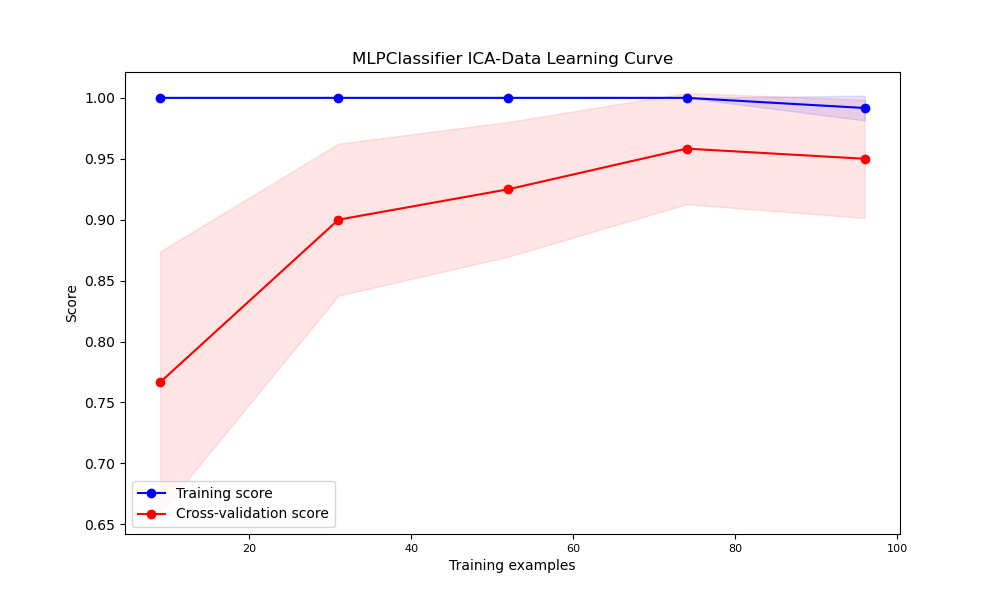 MLPClassifier ICA-Data Learning Curve
Score
1.00
0.95
0.90
0.85
0.80
0.75
0.70
0.65
Training score
Cross-validation score
20 40 60 80 100
Training examples